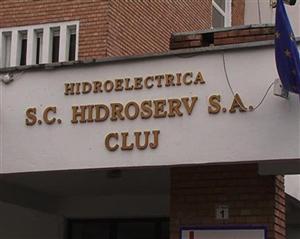 HIDROELECTRICA
S.C. HIDROSERV S.A.
CLUJ
1